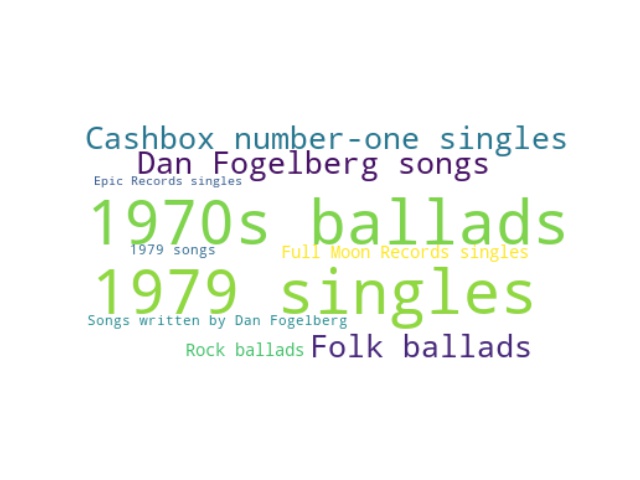 Cashbox number-one singles
Dan Fogelberg songs
Epic Records singles
1970s ballads
1979 songs
Full Moon Records singles
1979 singles
Songs written by Dan Fogelberg
Rock ballads
Folk ballads